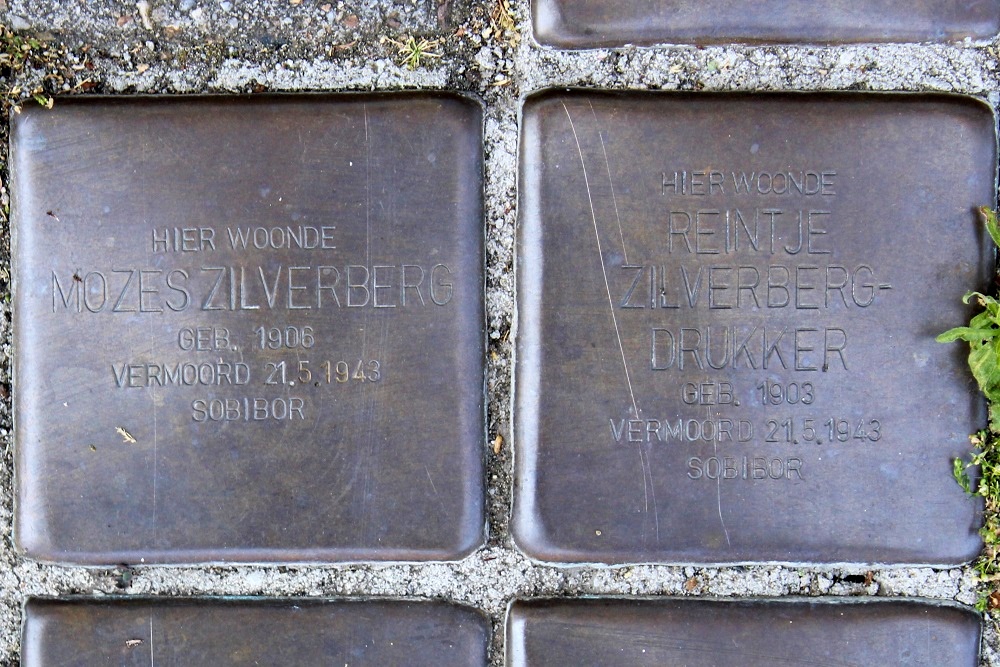 HIER WOONDE
MOZES ZILVERBERG
GEB. 1906
VERMOORD 21.5.1943
SOBIBOR
HIER WOONDE
REINTJE
ZILVERBERG-
DRUKKER
GEB. 1903
VERMOORD 21.5.1943
SOBIBOR